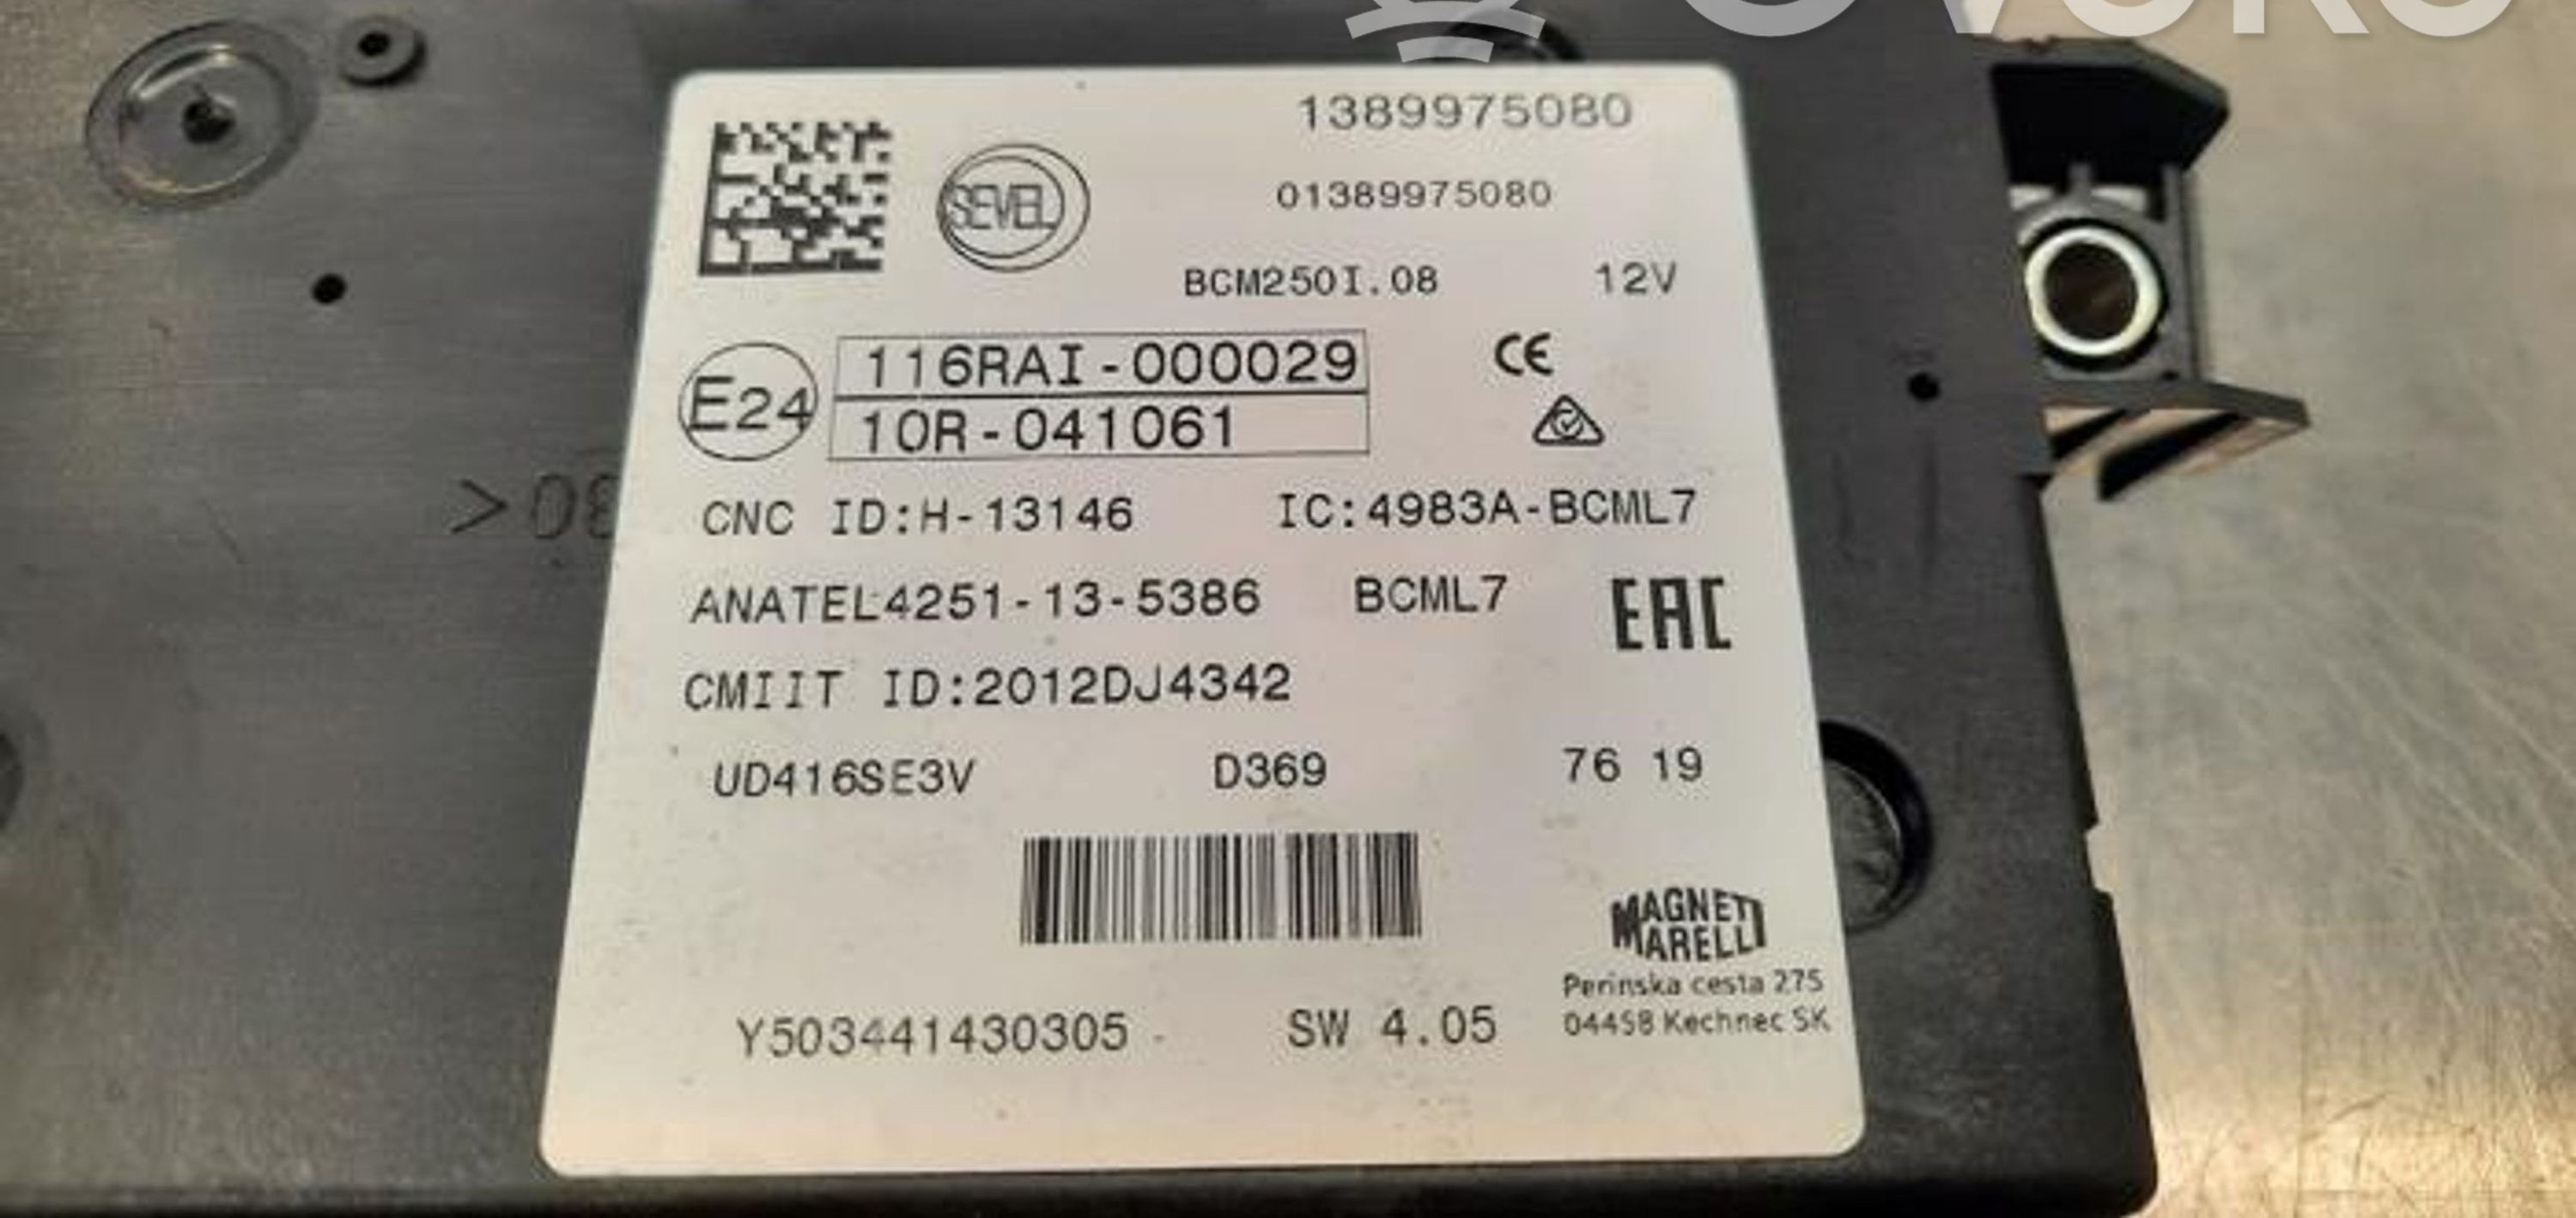 1389975080
SEVEL
01389975080
BCM250I.08 12V
E24 116RAI-000029 CE
10R-041061
>08
CNC ID:H-13146 IC:4983A-BCML7
ANATEL4251-13-5386 BCML7 EAC
CMIIT ID:2012DJ4342
UD416SE3V D369 76 19
MAGNETI
MARELLI
Perinska cesta 275
Y503441430305 SW 4.05 04458 Kechnec SK